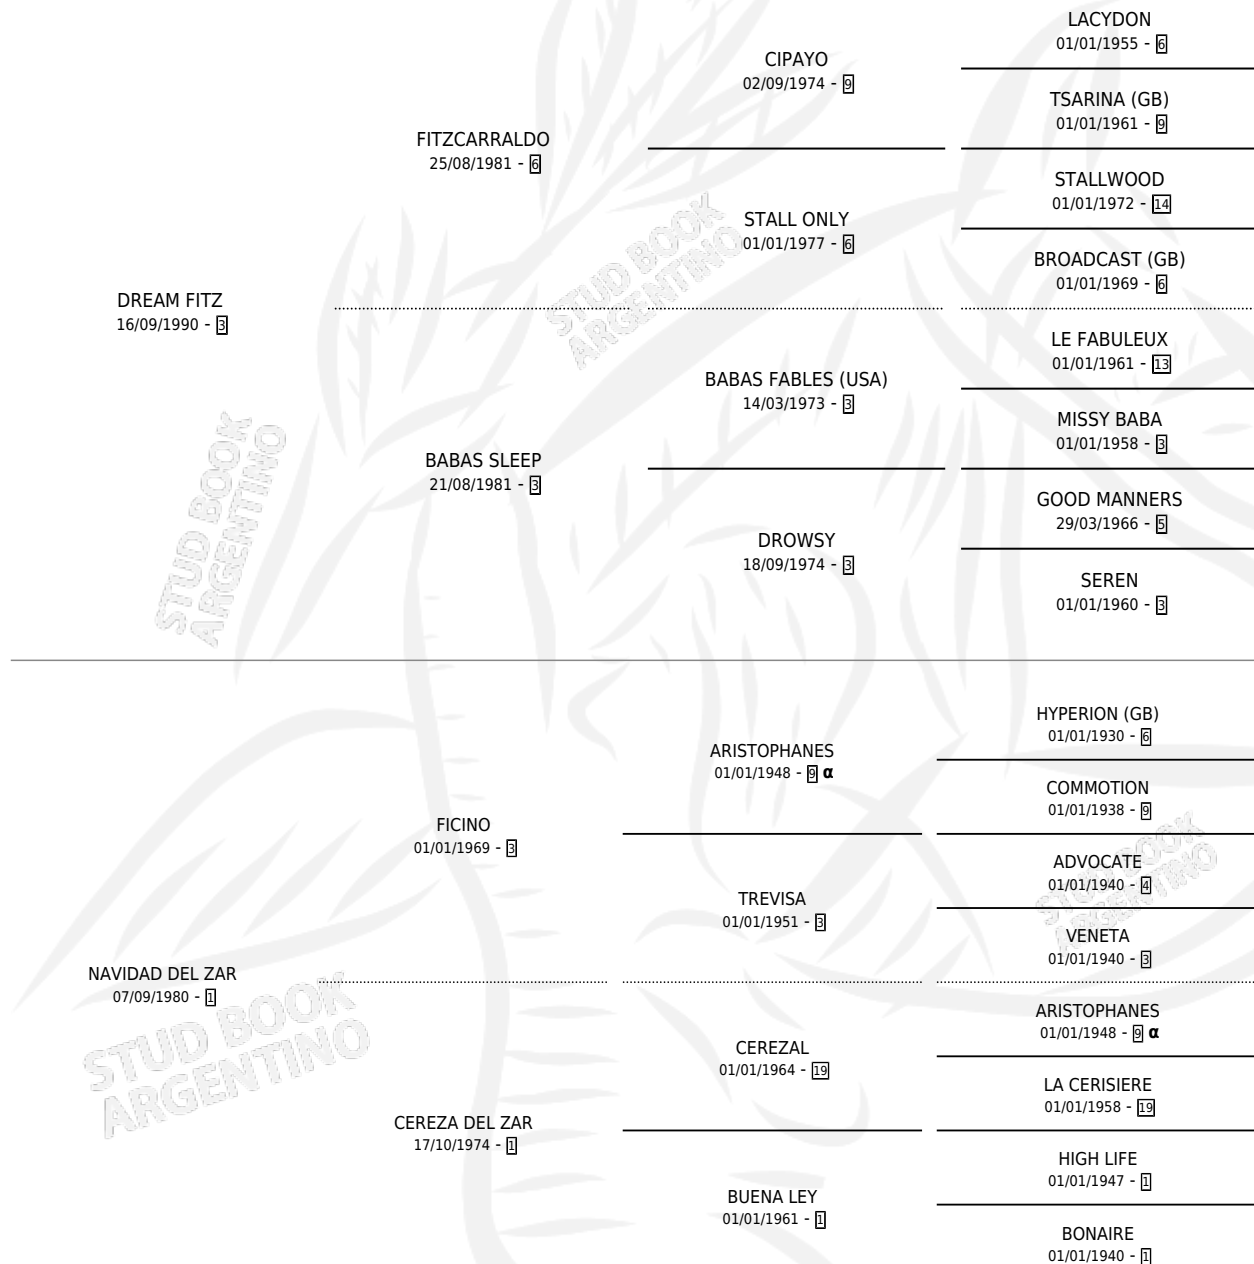 LACYDON
01/01/1955 - 6
CIPAYO
02/09/1974 - 9
TSARINA (GB)
01/01/1961 - 9
FITZCARRALDO
25/08/1981 - 6
STALLWOOD
01/01/1972 - 14
STALL ONLY
01/01/1977 - 6
BROADCAST (GB)
01/01/1969 - 6
STUD BOOK
ARGENTINO
DREAM FITZ
16/09/1990 - 3
LE FABULEUX
01/01/1961 - 13
BABAS FABLES (USA)
14/03/1973 - 3
MISSY BABA
01/01/1958 - 3
BABAS SLEEP
21/08/1981 - 3
GOOD MANNERS
29/03/1966 - 5
DROWSY
18/09/1974 - 3
SEREN
01/01/1960 - 3
STUD BOOK
ARGENTINO
HYPERION (GB)
01/01/1930 - 6
ARISTOPHANES
01/01/1948 - 9 α
COMMOTION
01/01/1938 - 9
FICINO
01/01/1969 - 3
ADVOCATE
01/01/1940 - 4
TREVISA
01/01/1951 - 3
VENETA
01/01/1940 - 3
STUD BOOK
ARGENTINO
NAVIDAD DEL ZAR
07/09/1980 - 1
ARISTOPHANES
01/01/1948 - 9 α
CEREZAL
01/01/1964 - 19
LA CERISIERE
01/01/1958 - 19
CEREZA DEL ZAR
17/10/1974 - 1
HIGH LIFE
01/01/1947 - 1
BUENA LEY
01/01/1961 - 1
BONAIRE
01/01/1940 - 1
STUD BOOK
ARGENTINO